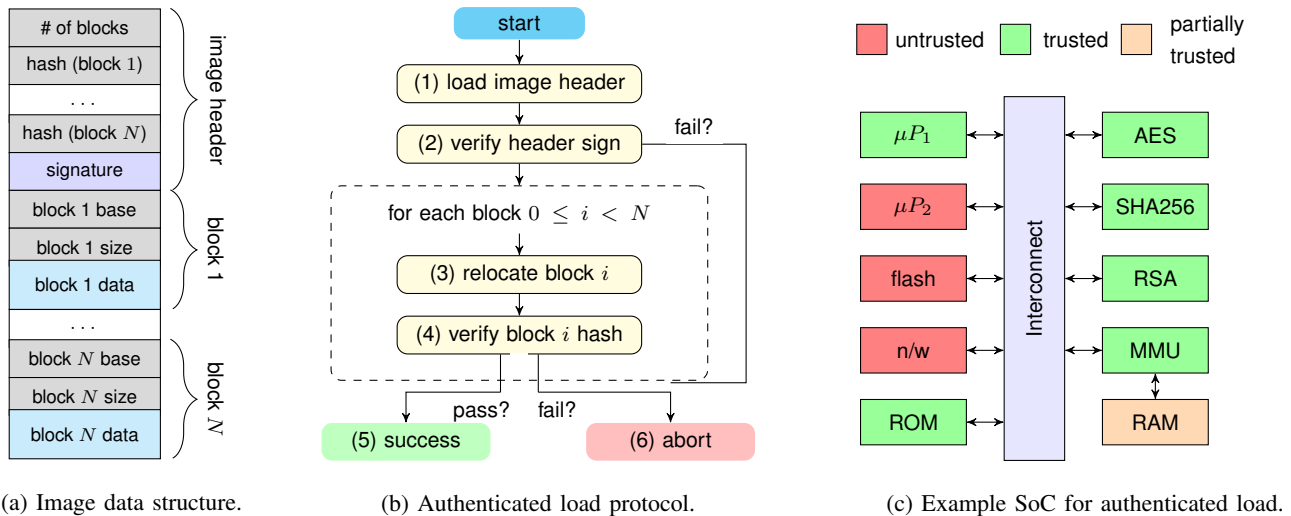 # of blocks
hash (block 1)
. . .
hash (block N)
signature
block 1 base
block 1 size
block 1 data
. . .
block N base
block N size
block N data
image header
block 1
block N
(a) Image data structure.
start
(1) load image header
(2) verify header sign
fail?
for each block 0 ≤ i < N
(3) relocate block i
(4) verify block i hash
pass?
fail?
(5) success
(6) abort
(b) Authenticated load protocol.
untrusted
trusted
partially
trusted
μP₁
μP₂
flash
n/w
ROM
Interconnect
AES
SHA256
RSA
MMU
RAM
(c) Example SoC for authenticated load.